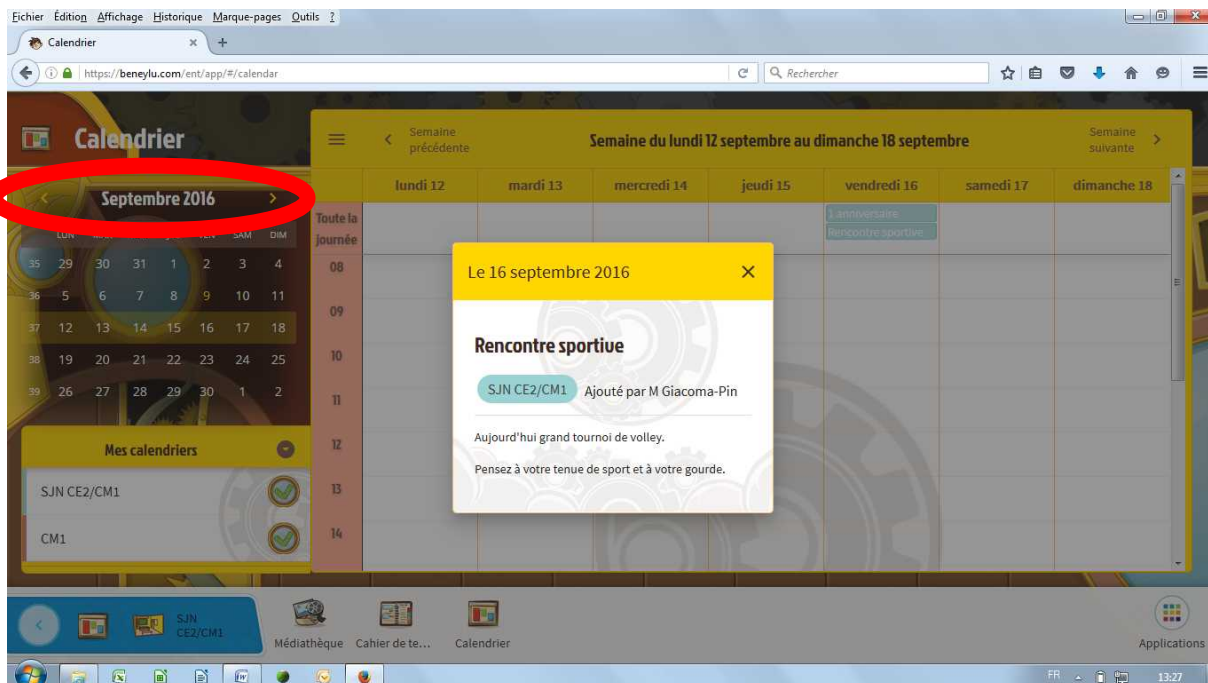 Fichier Édition Affichage Historique Marque-pages Outils ?
Calendrier × +
https://beneylu.com/ent/app/#/calendar
Rechercher
Calendrier
Septembre 2016
LUN
SAM DIM
35 29 30 31 1 2 3 4
36 5 6 7 8 9 10 11
37 12 13 14 15 16 17 18
38 19 20 21 22 23 24 25
39 26 27 28 29 30 1 2
Mes calendriers
SJN CE2/CM1
CM1
Semaine
précédente
Semaine du lundi 12 septembre au dimanche 18 septembre
Semaine
suivante
lundi 12 mardi 13 mercredi 14 jeudi 15 vendredi 16 samedi 17 dimanche 18
Toute la
journée
1 anniversaire
Rencontre sportive
08
09
10
11
12
13
14
Le 16 septembre 2016 ×
Rencontre sportive
SJN CE2/CM1 Ajouté par M Giacoma-Pin
Aujourd'hui grand tournoi de volley.
Pensez à votre tenue de sport et à votre gourde.
SJN
CE2/CM1
Médiathèque
Cahier de te...
Calendrier
Applications
FR 13:27